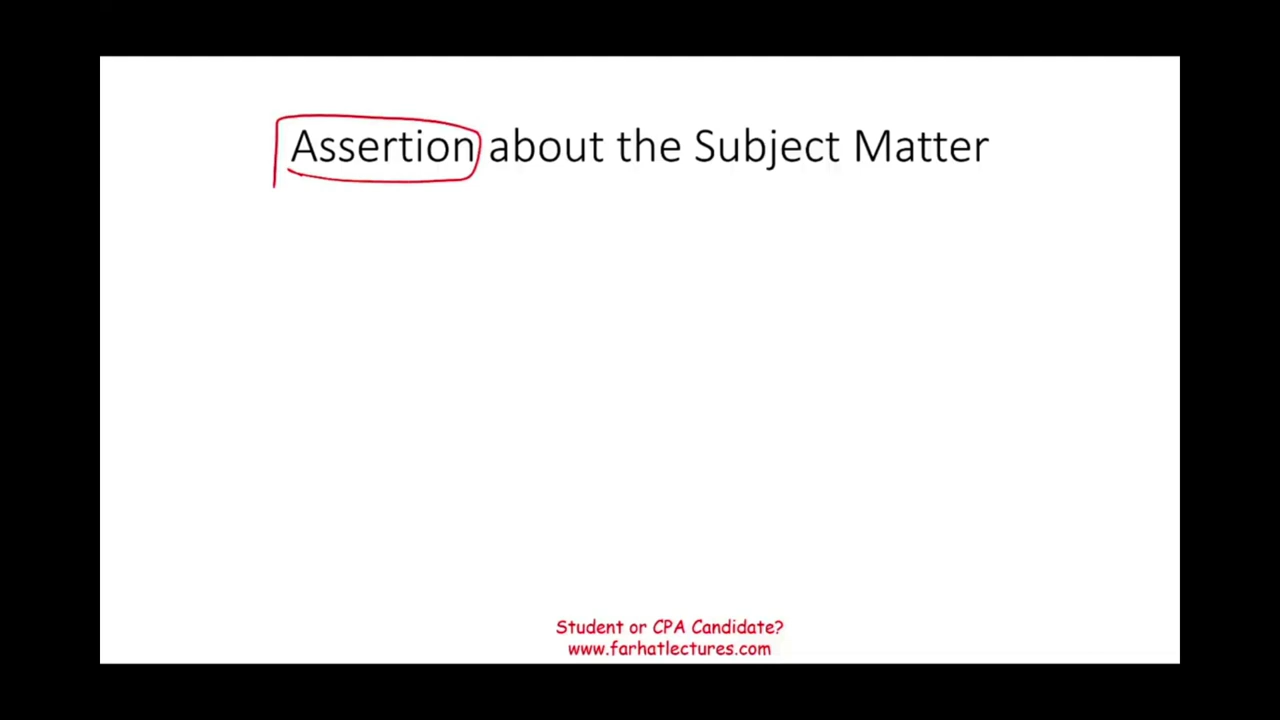 Assertion about the Subject Matter
Student or CPA Candidate?
www.farhatlectures.com